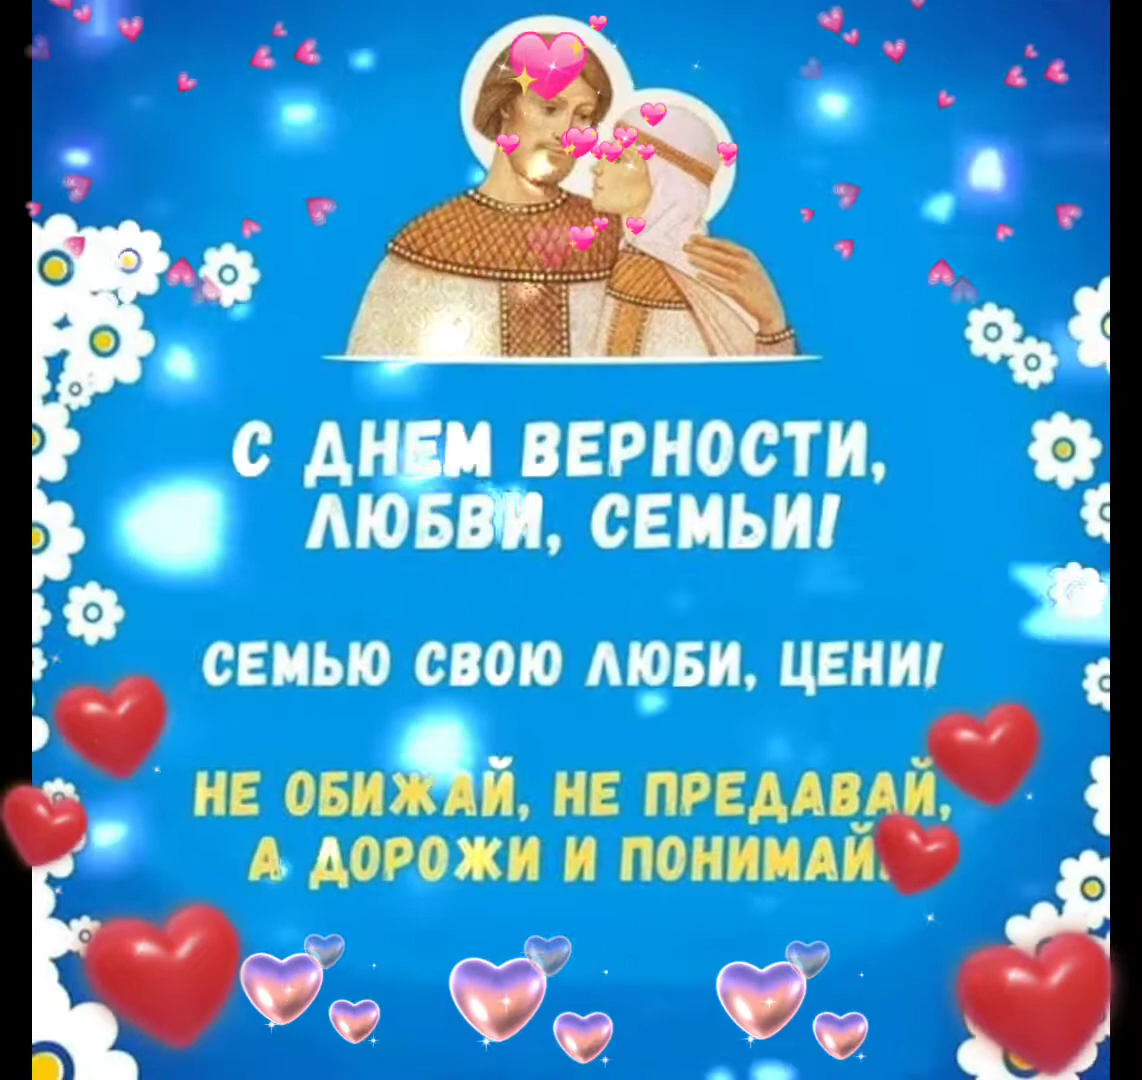 С ДНЕМ ВЕРНОСТИ,
ЛЮБВИ, СЕМЬИ!
СЕМЬЮ СВОЮ ЛЮБИ, ЦЕНИ!
НЕ ОБИЖАЙ, НЕ ПРЕДАВАЙ,
А ДОРОЖИ И ПОНИМАЙ!